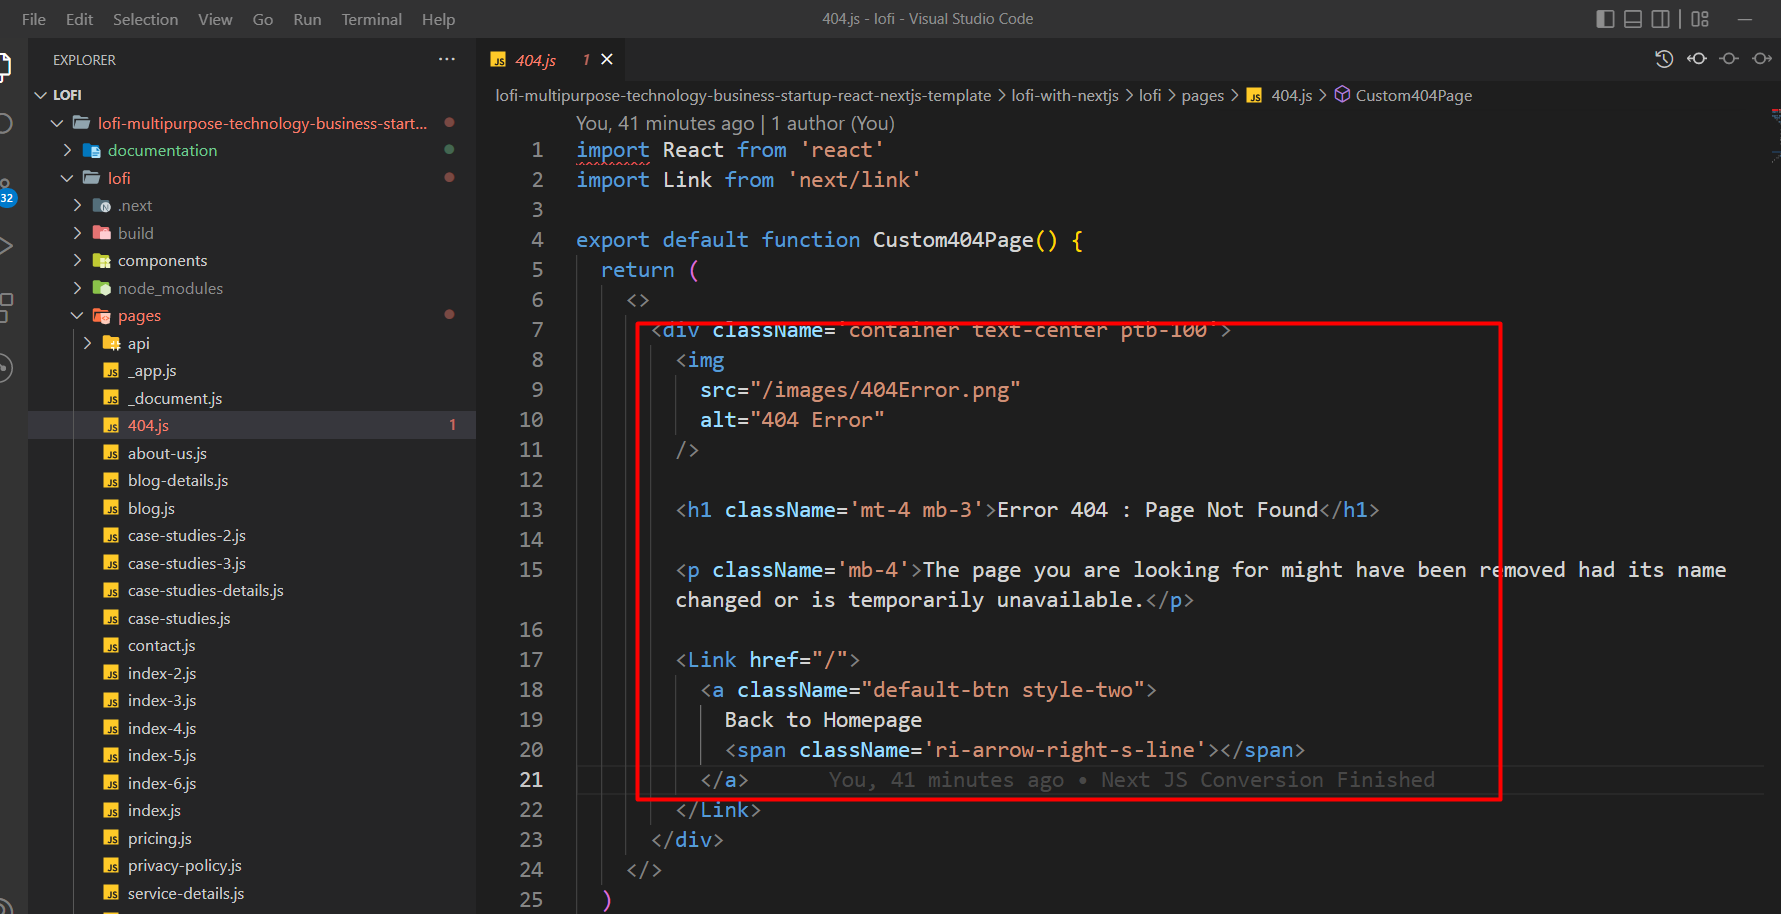 File Edit Selection View Go Run Terminal Help
404.js - lofi - Visual Studio Code
EXPLORER
LOFI
lofi-multipurpose-technology-business-start...
documentation
lofi
.next
build
components
node_modules
pages
api
_app.js
_document.js
404.js 1
about-us.js
blog-details.js
blog.js
case-studies-2.js
case-studies-3.js
case-studies-details.js
case-studies.js
contact.js
index-2.js
index-3.js
index-4.js
index-5.js
index-6.js
index.js
pricing.js
privacy-policy.js
service-details.js
32
JS 404.js 1
lofi-multipurpose-technology-business-startup-react-nextjs-template > lofi-with-nextjs > lofi > pages > JS 404.js > Custom404Page
You, 41 minutes ago | 1 author (You)
1 import React from 'react'
2 import Link from 'next/link'
3
4 export default function Custom404Page() {
5 return (
6 <>
7 <div className='container text-center ptb-100'>
8 <img
9 src="/images/404Error.png"
10 alt="404 Error"
11 />
12
13 <h1 className='mt-4 mb-3'>Error 404 : Page Not Found</h1>
14
15 <p className='mb-4'>The page you are looking for might have been removed had its name
changed or is temporarily unavailable.</p>
16
17 <Link href="/">
18 <a className="default-btn style-two">
19 Back to Homepage
20 <span className='ri-arrow-right-s-line'></span>
21 </a> You, 41 minutes ago • Next JS Conversion Finished
22 </Link>
23 </div>
24 </>
25 )